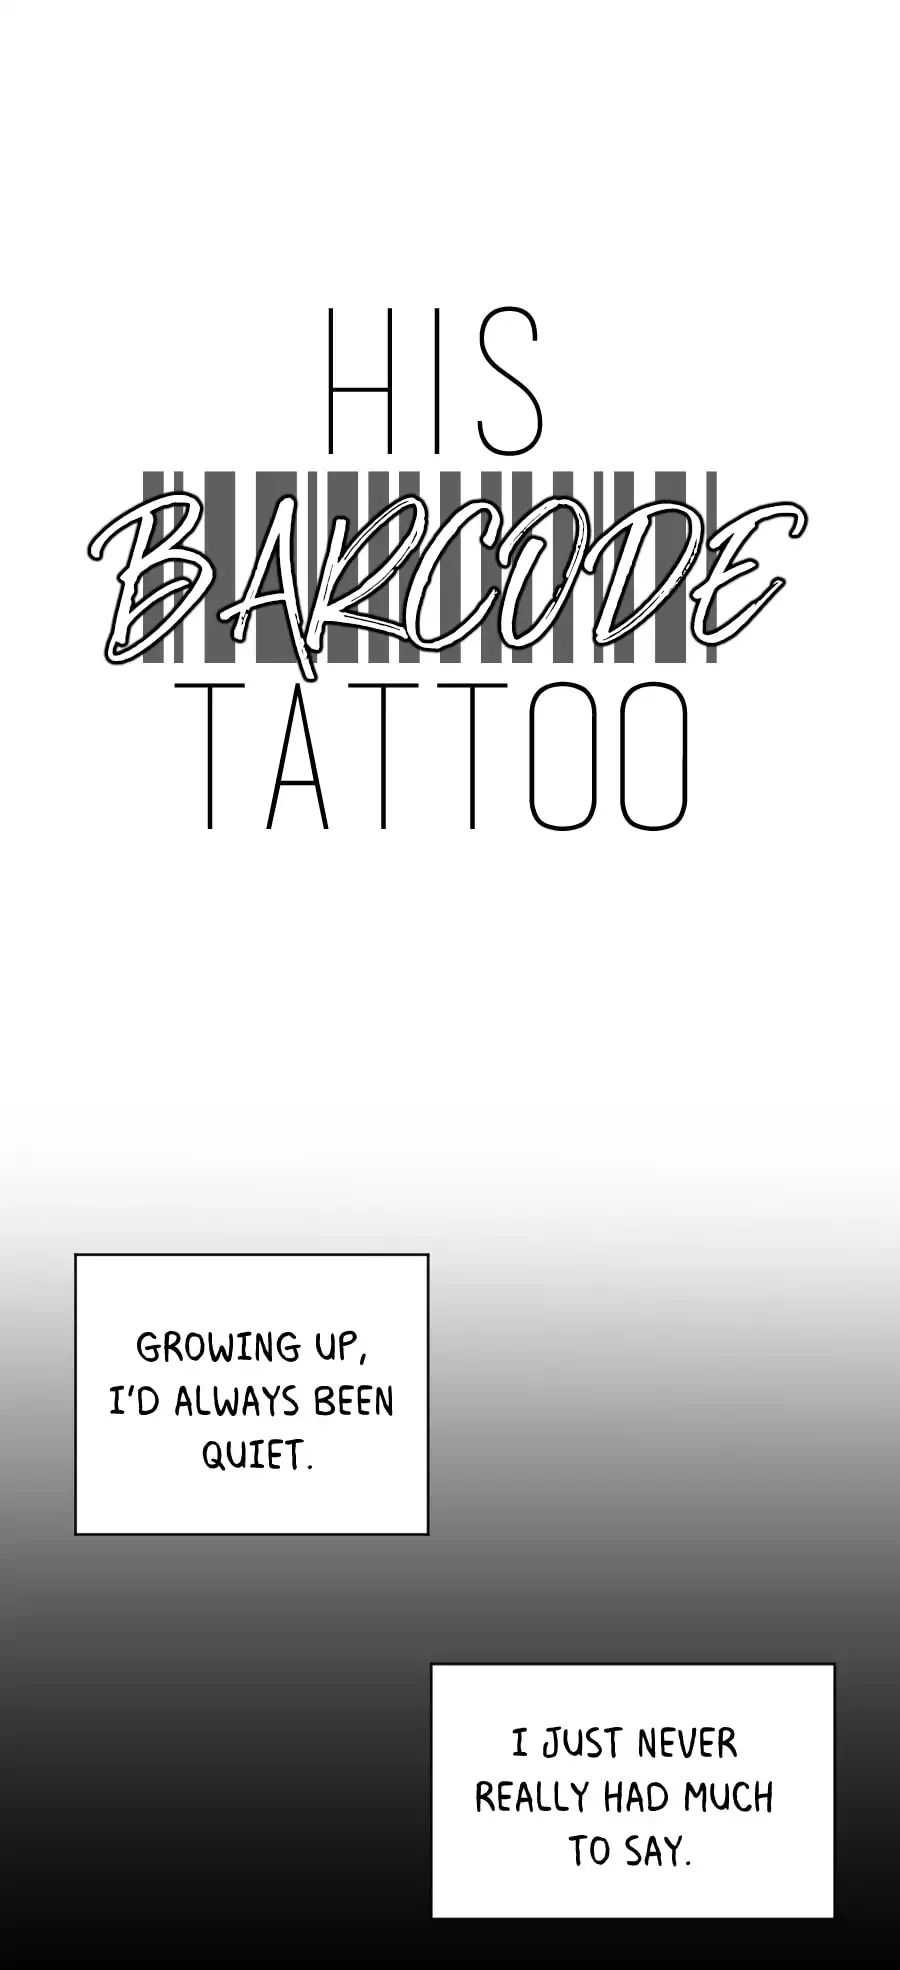 HIS
BARCODE
TATTOO
GROWING UP,
I'D ALWAYS BEEN
QUIET.
I JUST NEVER
REALLY HAD MUCH
TO SAY.